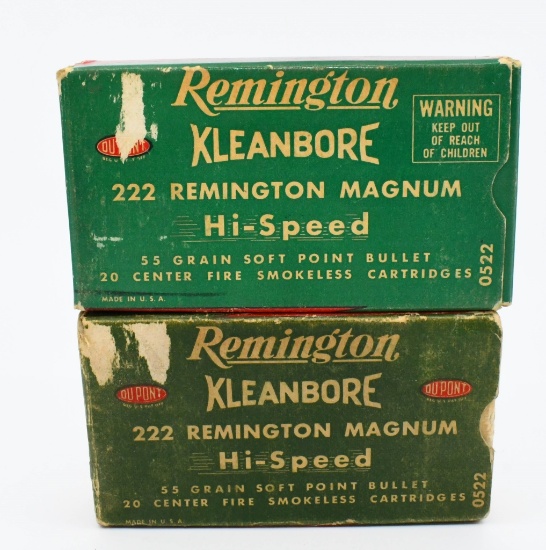 Remington
WARNING
KEEP OUT
OF REACH
OF CHILDREN
DU PONT
KLEANBORE
222 REMINGTON MAGNUM
Hi-Speed
55 GRAIN SOFT POINT BULLET
20 CENTER FIRE SMOKELESS CARTRIDGES
0522
MADE IN U.S.A.
Remington
DU PONT
KLEANBORE
DU PONT
222 REMINGTON MAGNUM
Hi-Speed
55 GRAIN SOFT POINT BULLET
20 CENTER FIRE SMOKELESS CARTRIDGES
0522
MADE IN U.S.A.